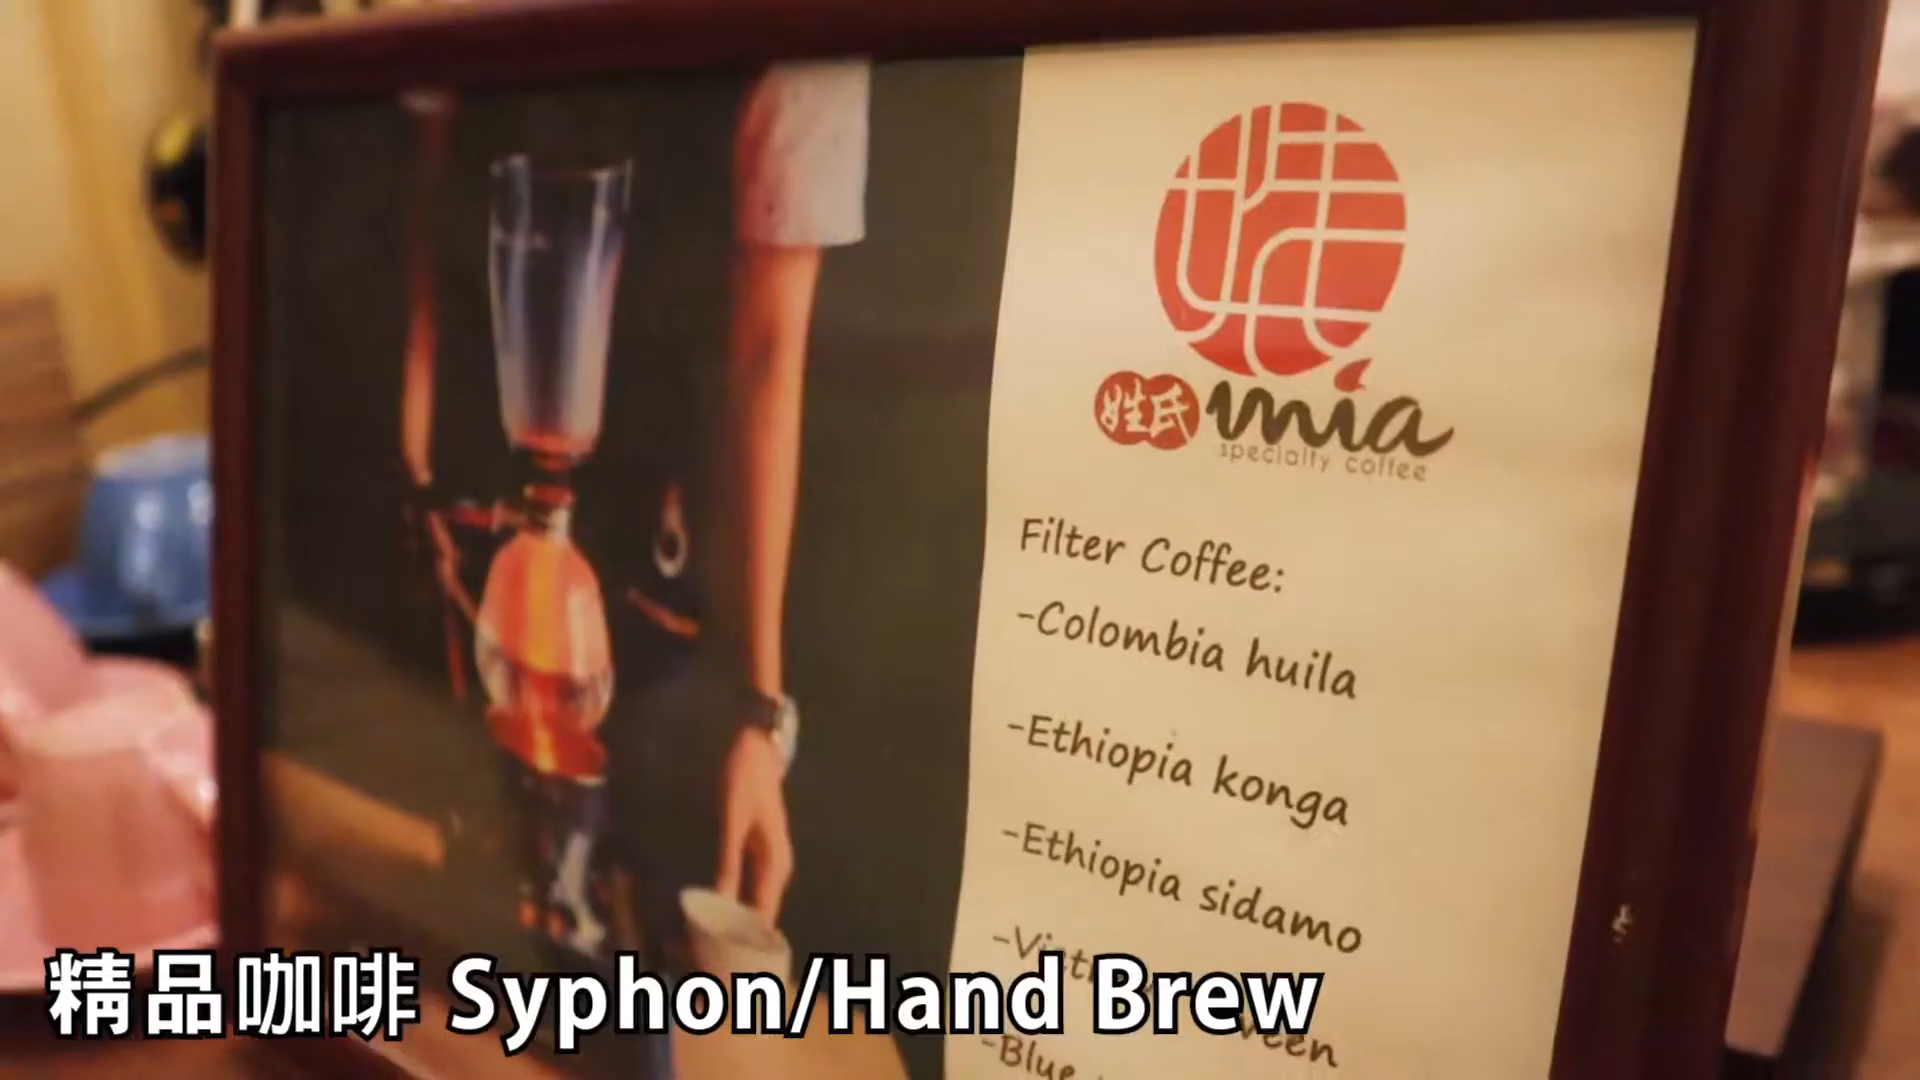 姓氏 mia
specialty coffee
Filter Coffee:
-Colombia huila
-Ethiopia konga
-Ethiopia sidamo
-Blue
精品咖啡 Syphon/Hand Brew